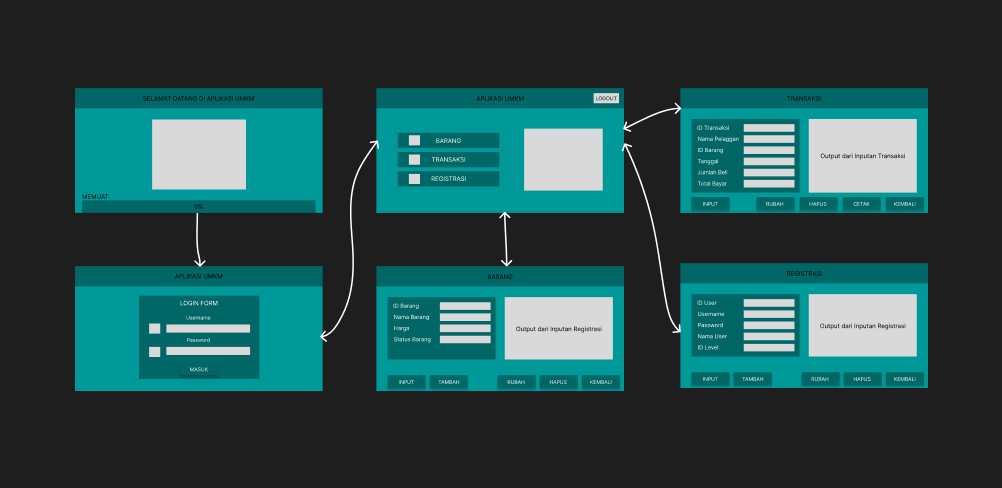 SELAMAT DATANG DI APLIKASI UMKM
MEMUAT
0%
APLIKASI UMKM
LOGOUT
BARANG
TRANSAKSI
REGISTRASI
TRANSAKSI
ID Transaksi
Nama Pelaggan
ID Barang
Tanggal
Jumlah Beli
Total Bayar
Output dari Inputan Transaksi
INPUT
RUBAH
HAPUS
CETAK
KEMBALI
APLIKASI UMKM
LOGIN FORM
Username
Password
MASUK
BARANG
ID Barang
Nama Barang
Harga
Status Barang
Output dari Inputan Registrasi
INPUT
TAMBAH
RUBAH
HAPUS
KEMBALI
REGISTRASI
ID User
Username
Password
Nama User
ID Level
Output dari Inputan Registrasi
INPUT
TAMBAH
RUBAH
HAPUS
KEMBALI